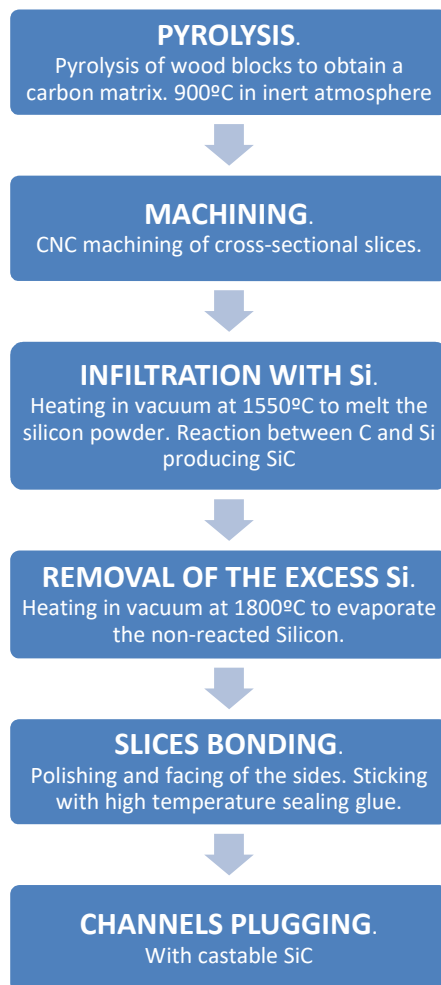 PYROLYSIS.
Pyrolysis of wood blocks to obtain a
carbon matrix. 900ºC in inert atmosphere
MACHINING.
CNC machining of cross-sectional slices.
INFILTRATION WITH Si.
Heating in vacuum at 1550ºC to melt the
silicon powder. Reaction between C and Si
producing SiC
REMOVAL OF THE EXCESS Si.
Heating in vacuum at 1800ºC to evaporate
the non-reacted Silicon.
SLICES BONDING.
Polishing and facing of the sides. Sticking
with high temperature sealing glue.
CHANNELS PLUGGING.
With castable SiC